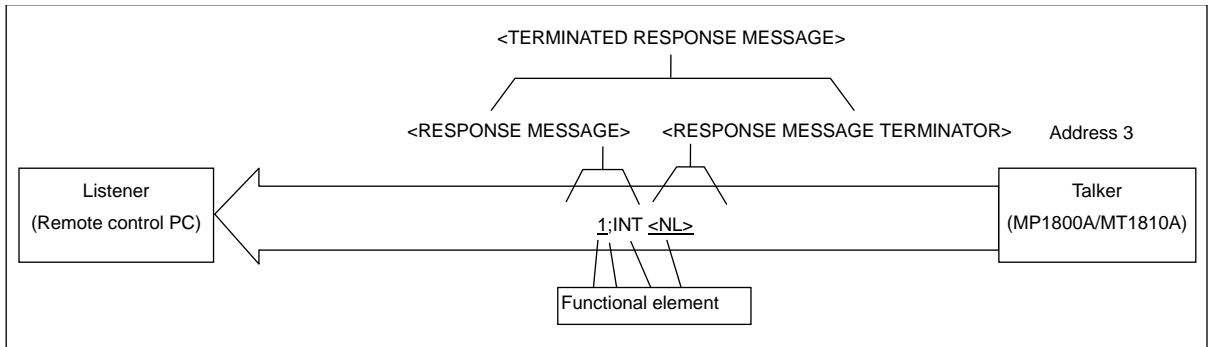 <TERMINATED RESPONSE MESSAGE>
<RESPONSE MESSAGE> <RESPONSE MESSAGE TERMINATOR> Address 3
Listener
(Remote control PC)
Talker
(MP1800A/MT1810A)
1;INT <NL>
Functional element